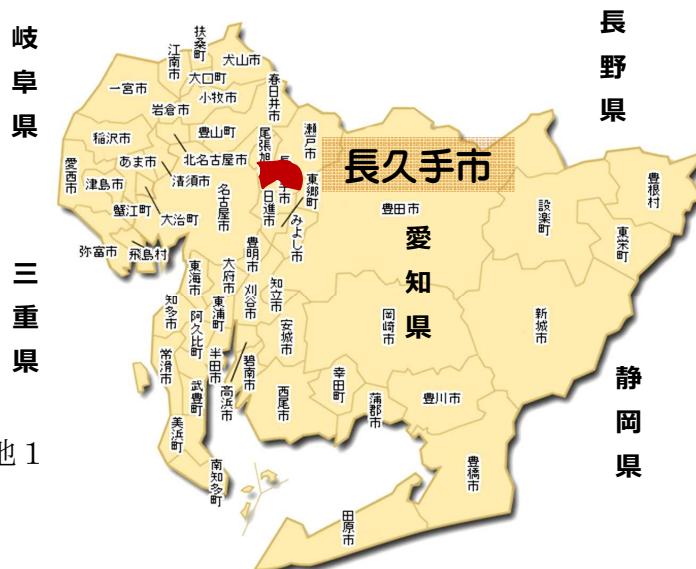 岐阜県
長野県
三重県
静岡県
愛知県
長久手市
扶桑町
江南市
犬山市
大口町
一宮市
小牧市
春日井市
岩倉市
稲沢市
豊山町
尾張旭
瀬戸市
愛西市
あま市
北名古屋市
長
手市
東郷町
津島市
清須市
名古屋市
日進市
みよし市
豊田市
設楽町
豊根村
東栄町
蟹江町
大治町
弥富市
飛島村
豊明市
東海市
大府市
刈谷市
知立市
知多市
東浦町
阿久比町
安城市
岡崎市
新城市
常滑市
半田市
碧南市
高浜市
武豊町
西尾市
幸田町
蒲郡市
豊川市
美浜町
南知多町
豊橋市
田原市
地1